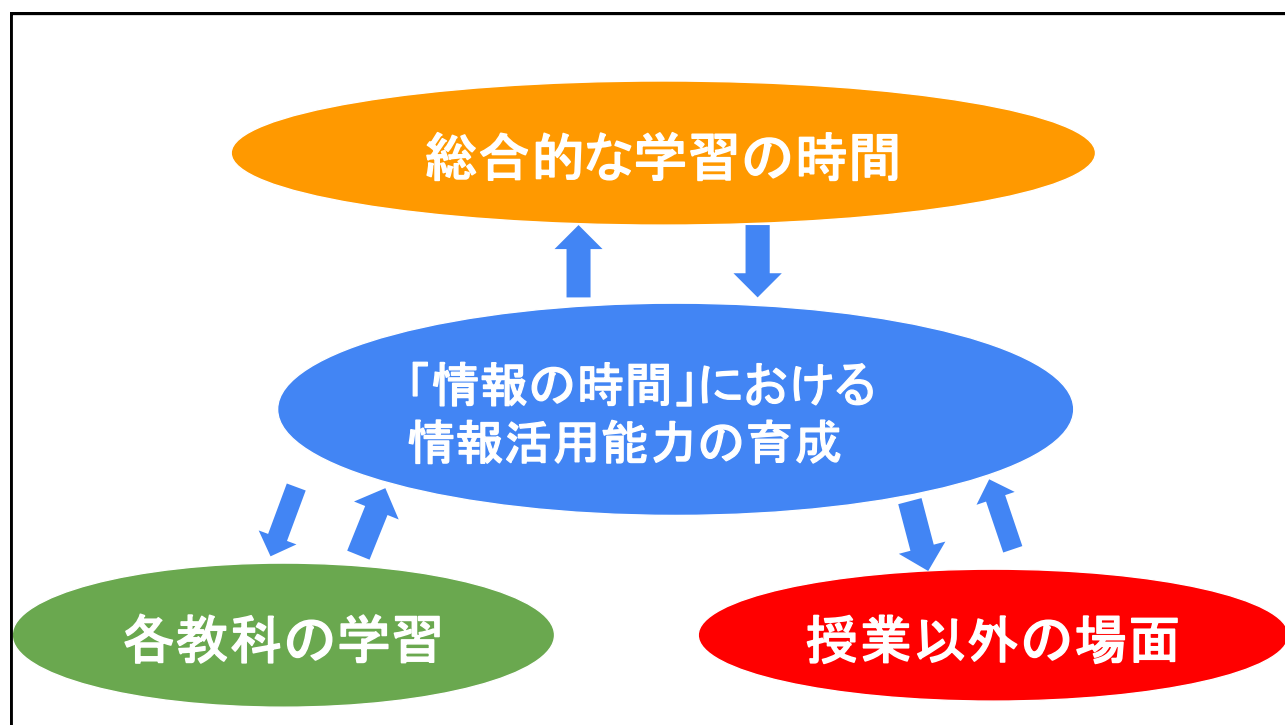 総合的な学習の時間
「情報の時間」における
情報活用能力の育成
各教科の学習
授業以外の場面